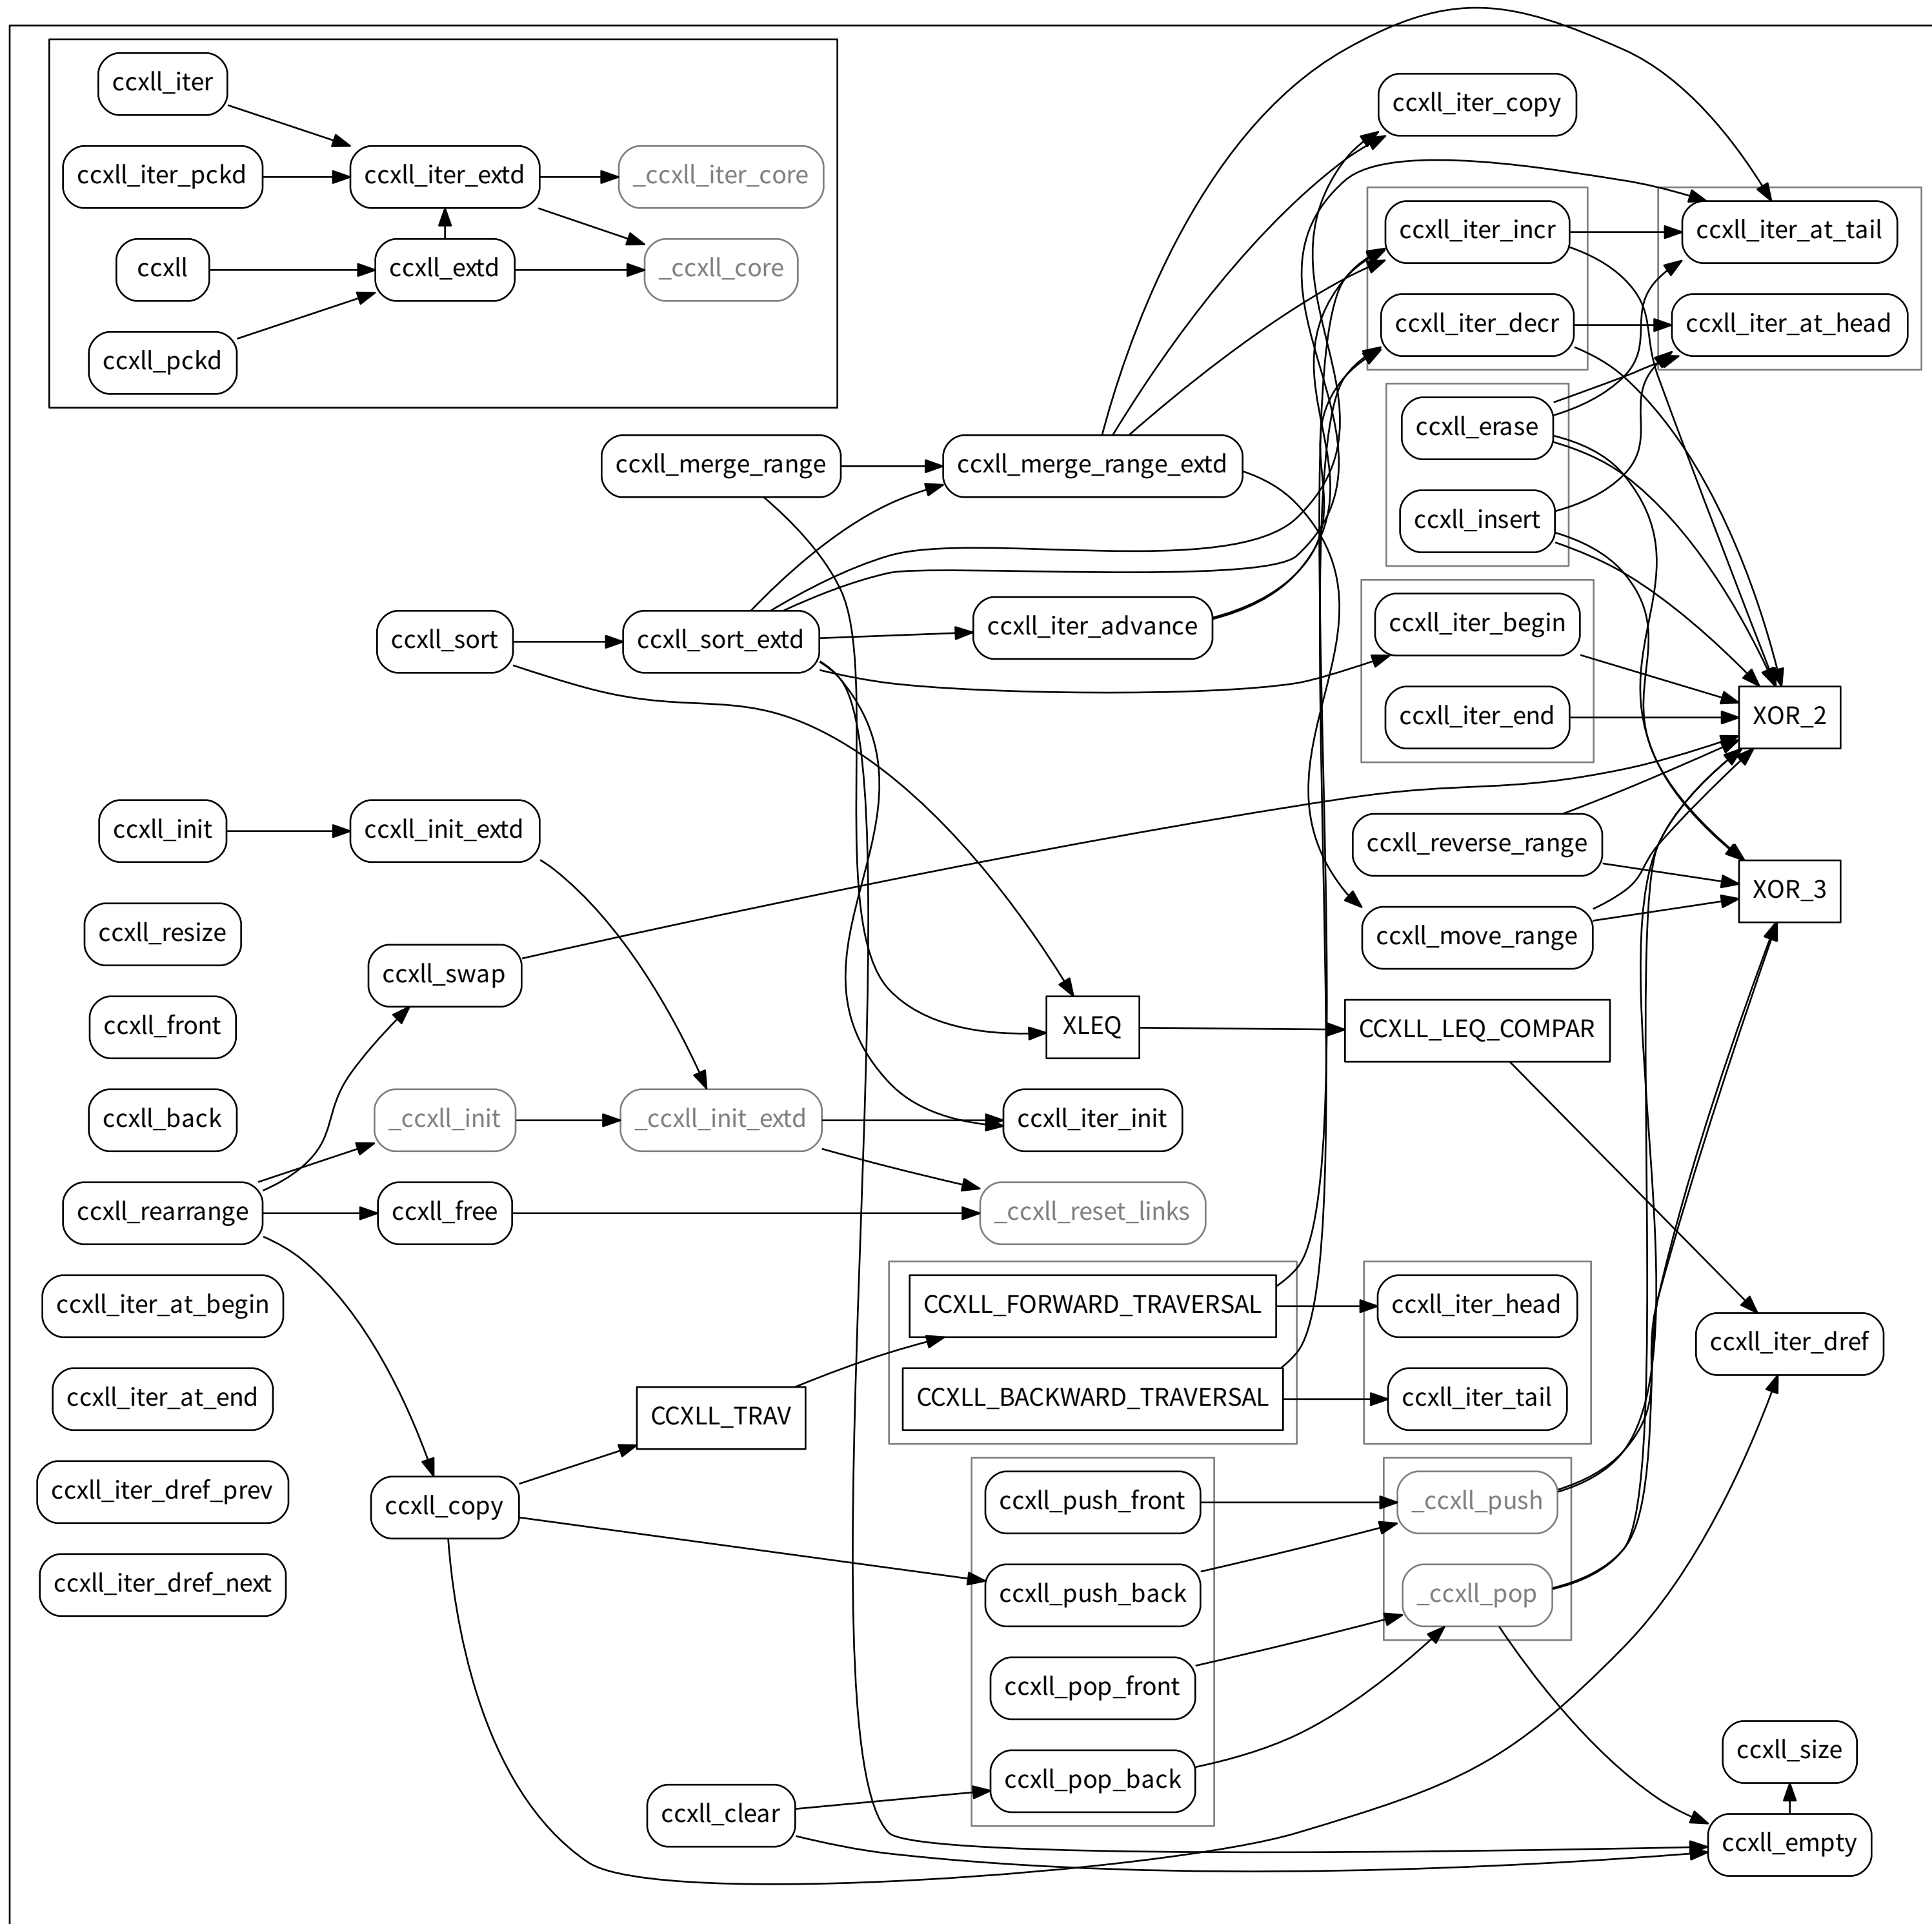 ccxll_iter
ccxll_iter_pckd
ccxll
ccxll_pckd
ccxll_iter_extd
ccxll_extd
_ccxll_iter_core
_ccxll_core
ccxll_merge_range
ccxll_merge_range_extd
ccxll_sort
ccxll_sort_extd
ccxll_iter_advance
ccxll_iter_copy
ccxll_iter_incr
ccxll_iter_decr
ccxll_iter_at_tail
ccxll_iter_at_head
ccxll_erase
ccxll_insert
ccxll_iter_begin
ccxll_iter_end
XOR_2
ccxll_reverse_range
ccxll_move_range
XOR_3
ccxll_init
ccxll_init_extd
ccxll_resize
ccxll_swap
ccxll_front
ccxll_back
XLEQ
CCXLL_LEQ_COMPAR
_ccxll_init
_ccxll_init_extd
ccxll_iter_init
ccxll_rearrange
ccxll_free
_ccxll_reset_links
ccxll_iter_at_begin
ccxll_iter_at_end
ccxll_iter_dref_prev
ccxll_iter_dref_next
CCXLL_FORWARD_TRAVERSAL
CCXLL_BACKWARD_TRAVERSAL
ccxll_iter_head
ccxll_iter_tail
ccxll_iter_dref
CCXLL_TRAV
ccxll_copy
ccxll_push_front
ccxll_push_back
ccxll_pop_front
ccxll_pop_back
_ccxll_push
_ccxll_pop
ccxll_clear
ccxll_size
ccxll_empty